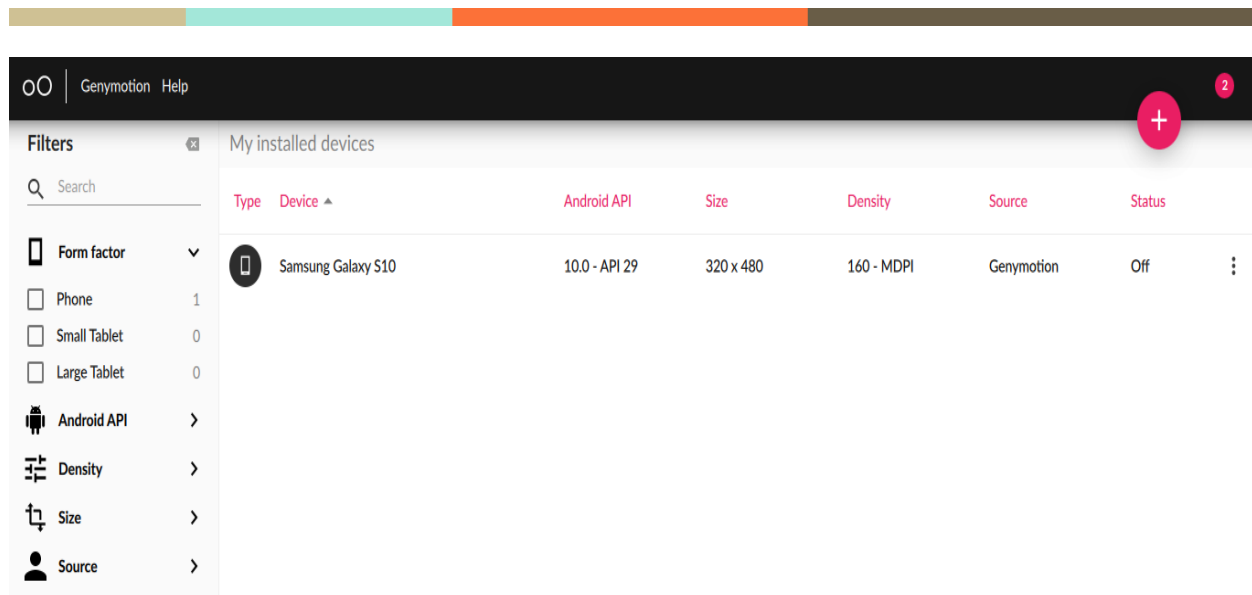 oO Genymotion Help 2
+
Filters My installed devices
Search
Type Device Android API Size Density Source Status
Form factor
Samsung Galaxy S10 10.0 - API 29 320 x 480 160 - MDPI Genymotion Off
Phone 1
Small Tablet 0
Large Tablet 0
Android API
Density
Size
Source